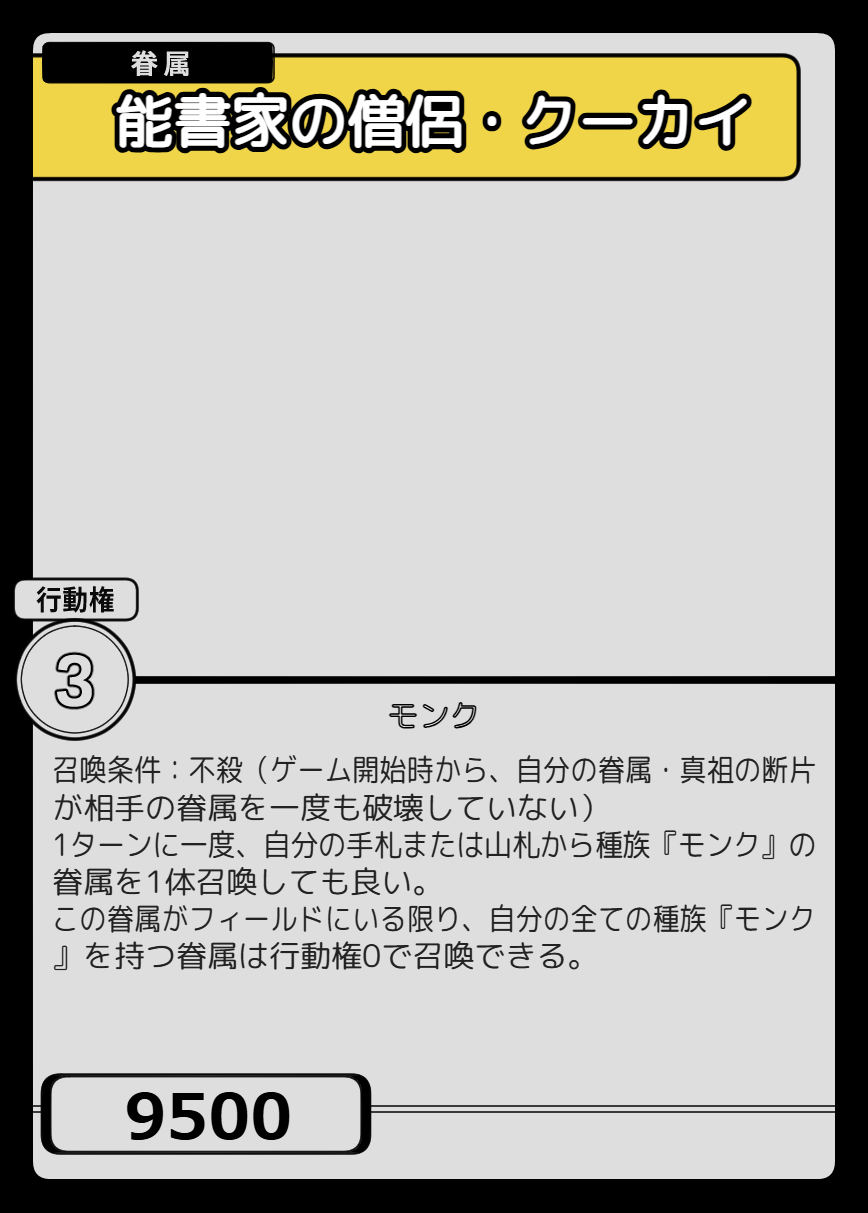 眷属
能書家の僧侶・クーカイ
行動権
3
モンク
召喚条件：不殺（ゲーム開始時から、自分の眷属・真祖の断片
が相手の眷属を一度も破壊していない）
1ターンに一度、自分の手札または山札から種族『モンク』の
眷属を1体召喚しても良い。
この眷属がフィールドにいる限り、自分の全ての種族『モンク
』を持つ眷属は行動権0で召喚できる。
9500